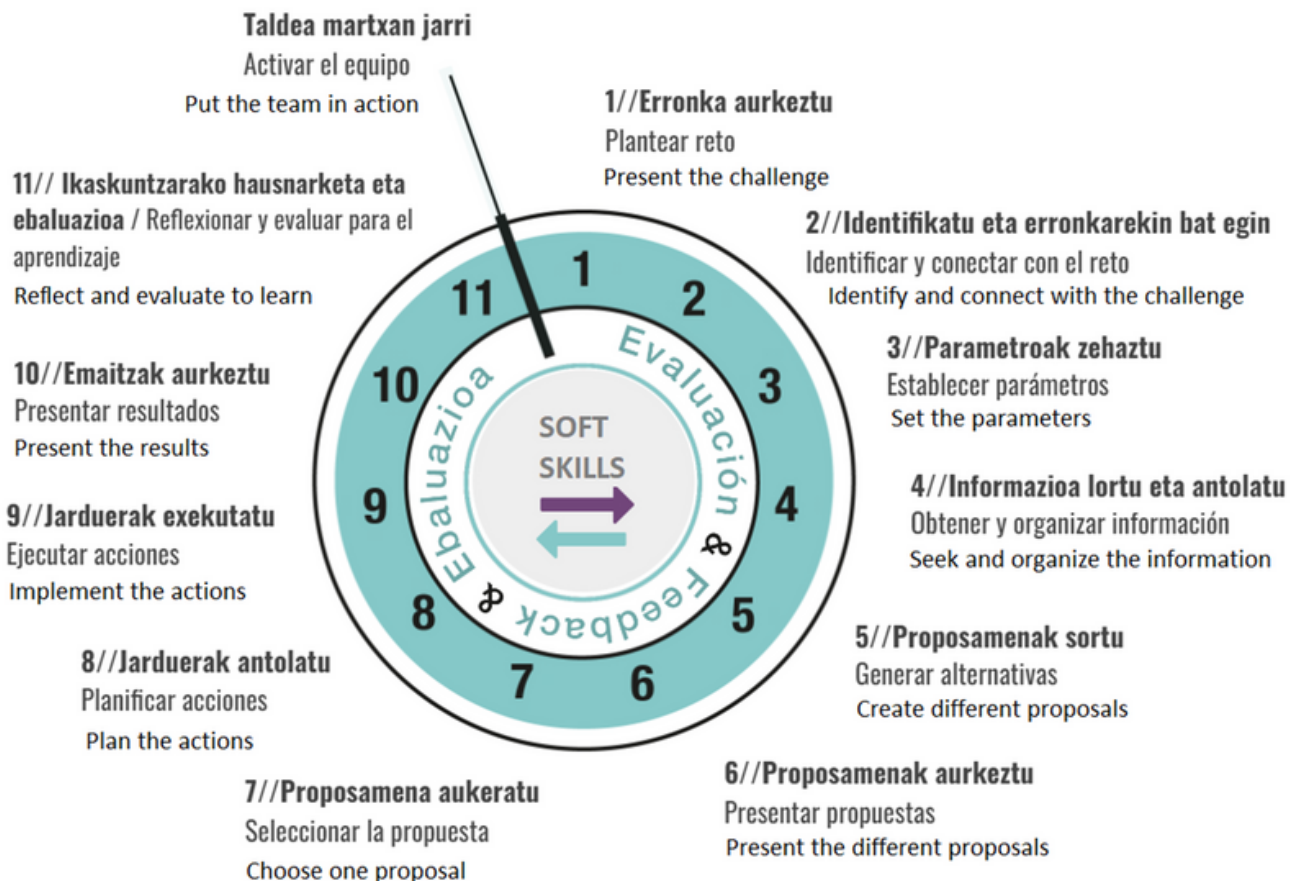 Taldea martxan jarri
Activar el equipo
Put the team in action
1//Erronka aurkeztu
Plantear reto
Present the challenge
2//Identifikatu eta erronkarekin bat egin
Identificar y conectar con el reto
Identify and connect with the challenge
3//Parametroak zehaztu
Establecer parámetros
Set the parameters
4//Informazioa lortu eta antolatu
Obtener y organizar información
Seek and organize the information
5//Proposamenak sortu
Generar alternativas
Create different proposals
6//Proposamenak aurkeztu
Presentar propuestas
Present the different proposals
7//Proposamena aukeratu
Seleccionar la propuesta
Choose one proposal
8//Jarduerak antolatu
Planificar acciones
Plan the actions
9//Jarduerak exekutatu
Ejecutar acciones
Implement the actions
10//Emaitzak aurkeztu
Presentar resultados
Present the results
11// Ikaskuntzarako hausnarketa eta
ebaluazioa / Reflexionar y evaluar para el
aprendizaje
Reflect and evaluate to learn
1
2
3
4
5
6
7
8
9
10
11
Evaluación & Feedback & Ebaluazioa
SOFT
SKILLS